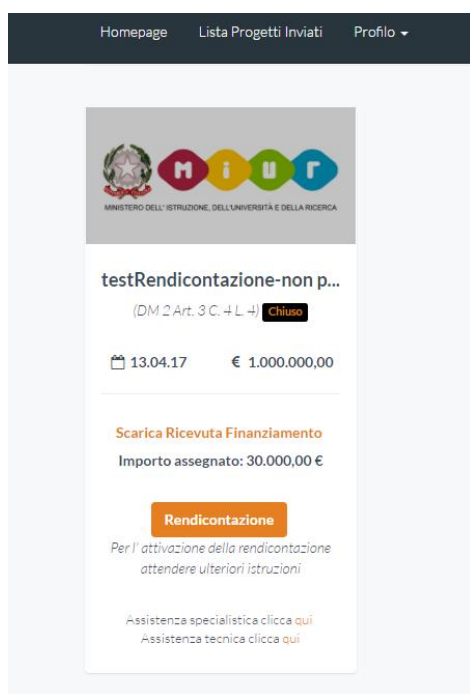 Homepage Lista Progetti Inviati Profilo
miur
MINISTERO DELL'ISTRUZIONE, DELL'UNIVERSITÀ E DELLA RICERCA
testRendicontazione-non p...
(DM 2 Art. 3 C. 4 L. 4) Chiuso
13.04.17 € 1.000.000,00
Scarica Ricevuta Finanziamento
Importo assegnato: 30.000,00 €
Rendicontazione
Per l' attivazione della rendicontazione
attendere ulteriori istruzioni
Assistenza specialistica clicca qui
Assistenza tecnica clicca qui